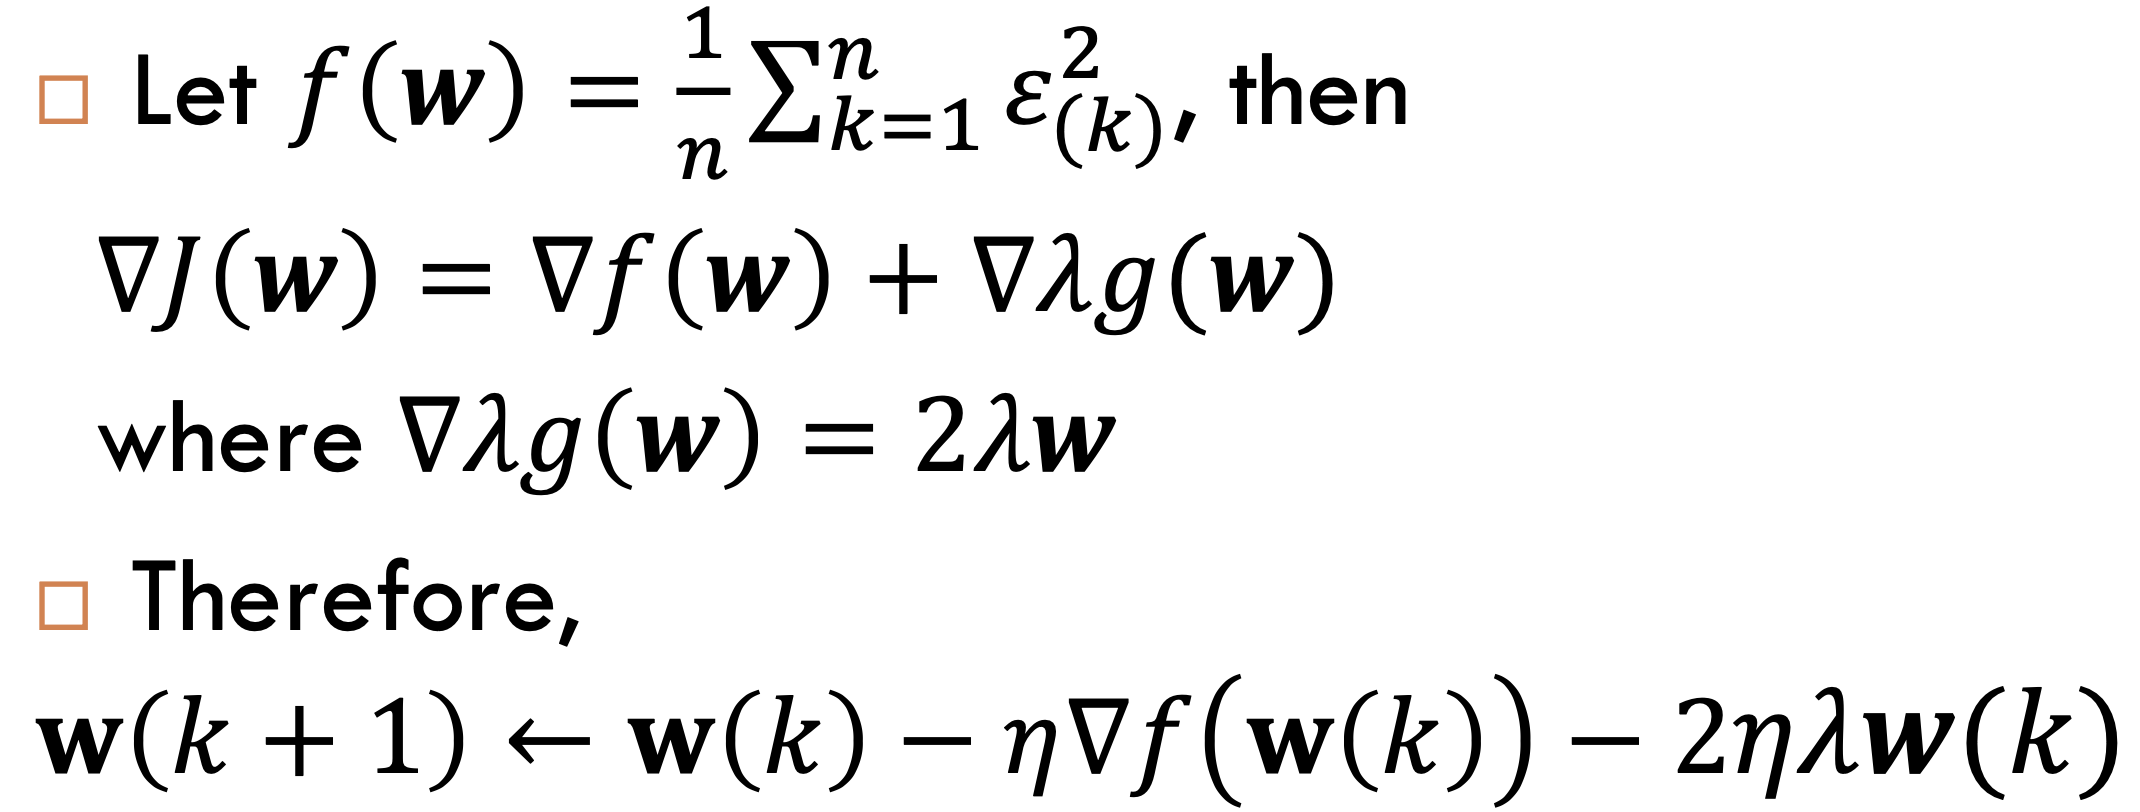 □ Let 𝑓(𝒘) = 1/𝑛 ∑ₖ₌₁ⁿ 𝜀²₍ₖ₎, then
∇𝐽(𝒘) = ∇𝑓(𝒘) + ∇𝜆𝑔(𝒘)
where ∇𝜆𝑔(𝒘) = 2𝜆𝒘
□ Therefore,
𝐰(𝑘 + 1) ← 𝐰(𝑘) − 𝜂∇𝑓(𝐰(𝑘)) − 2𝜂𝜆𝒘(𝑘)